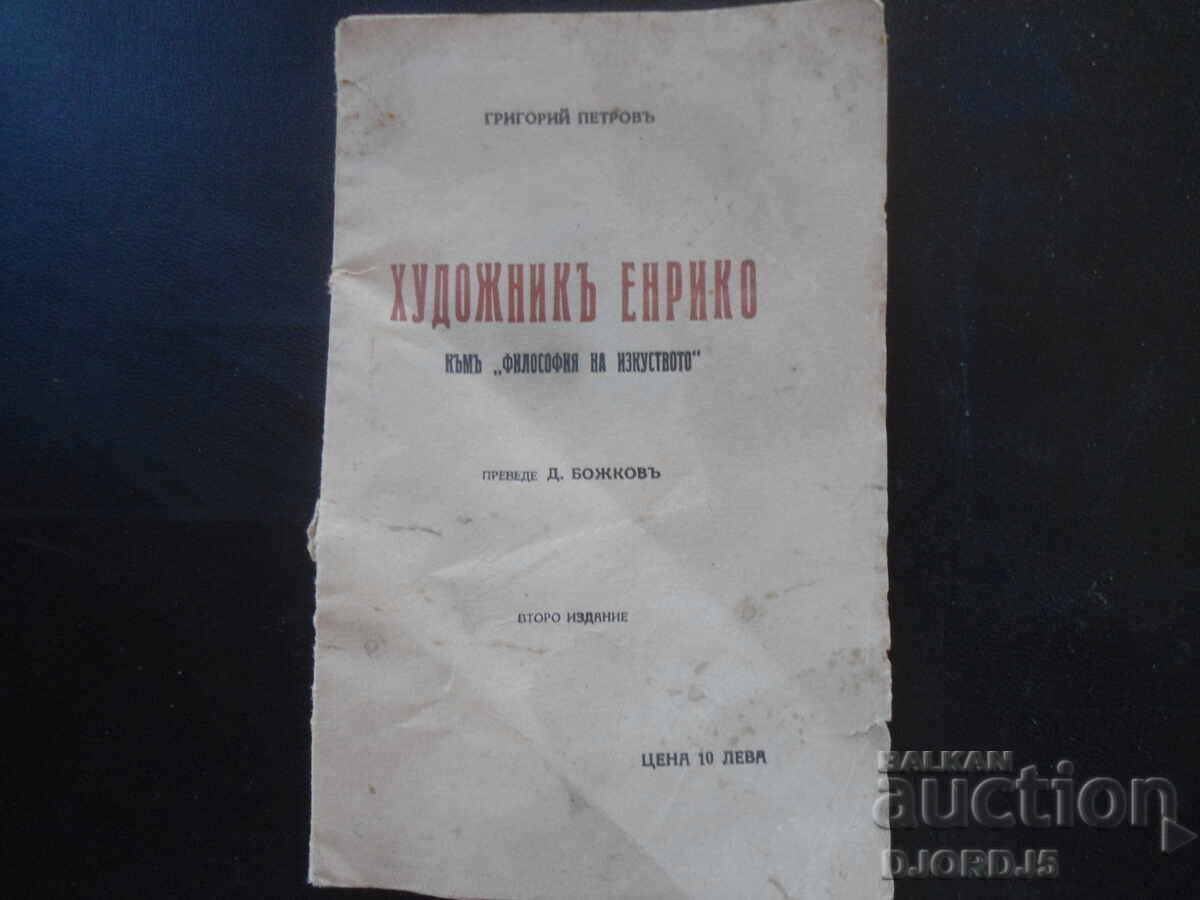 ГРИГОРИЙ ПЕТРОВЪ
ХУДОЖНИКЪ ЕНРИКО
КЪМЪ „ФИЛОСОФИЯ НА ИЗКУСТВОТО"
ПРЕВЕДЕ Д. БОЖКОВЪ
ВТОРО ИЗДАНИЕ
ЦЕНА 10 ЛЕВА
BALKAN
auction
DJORDJ5